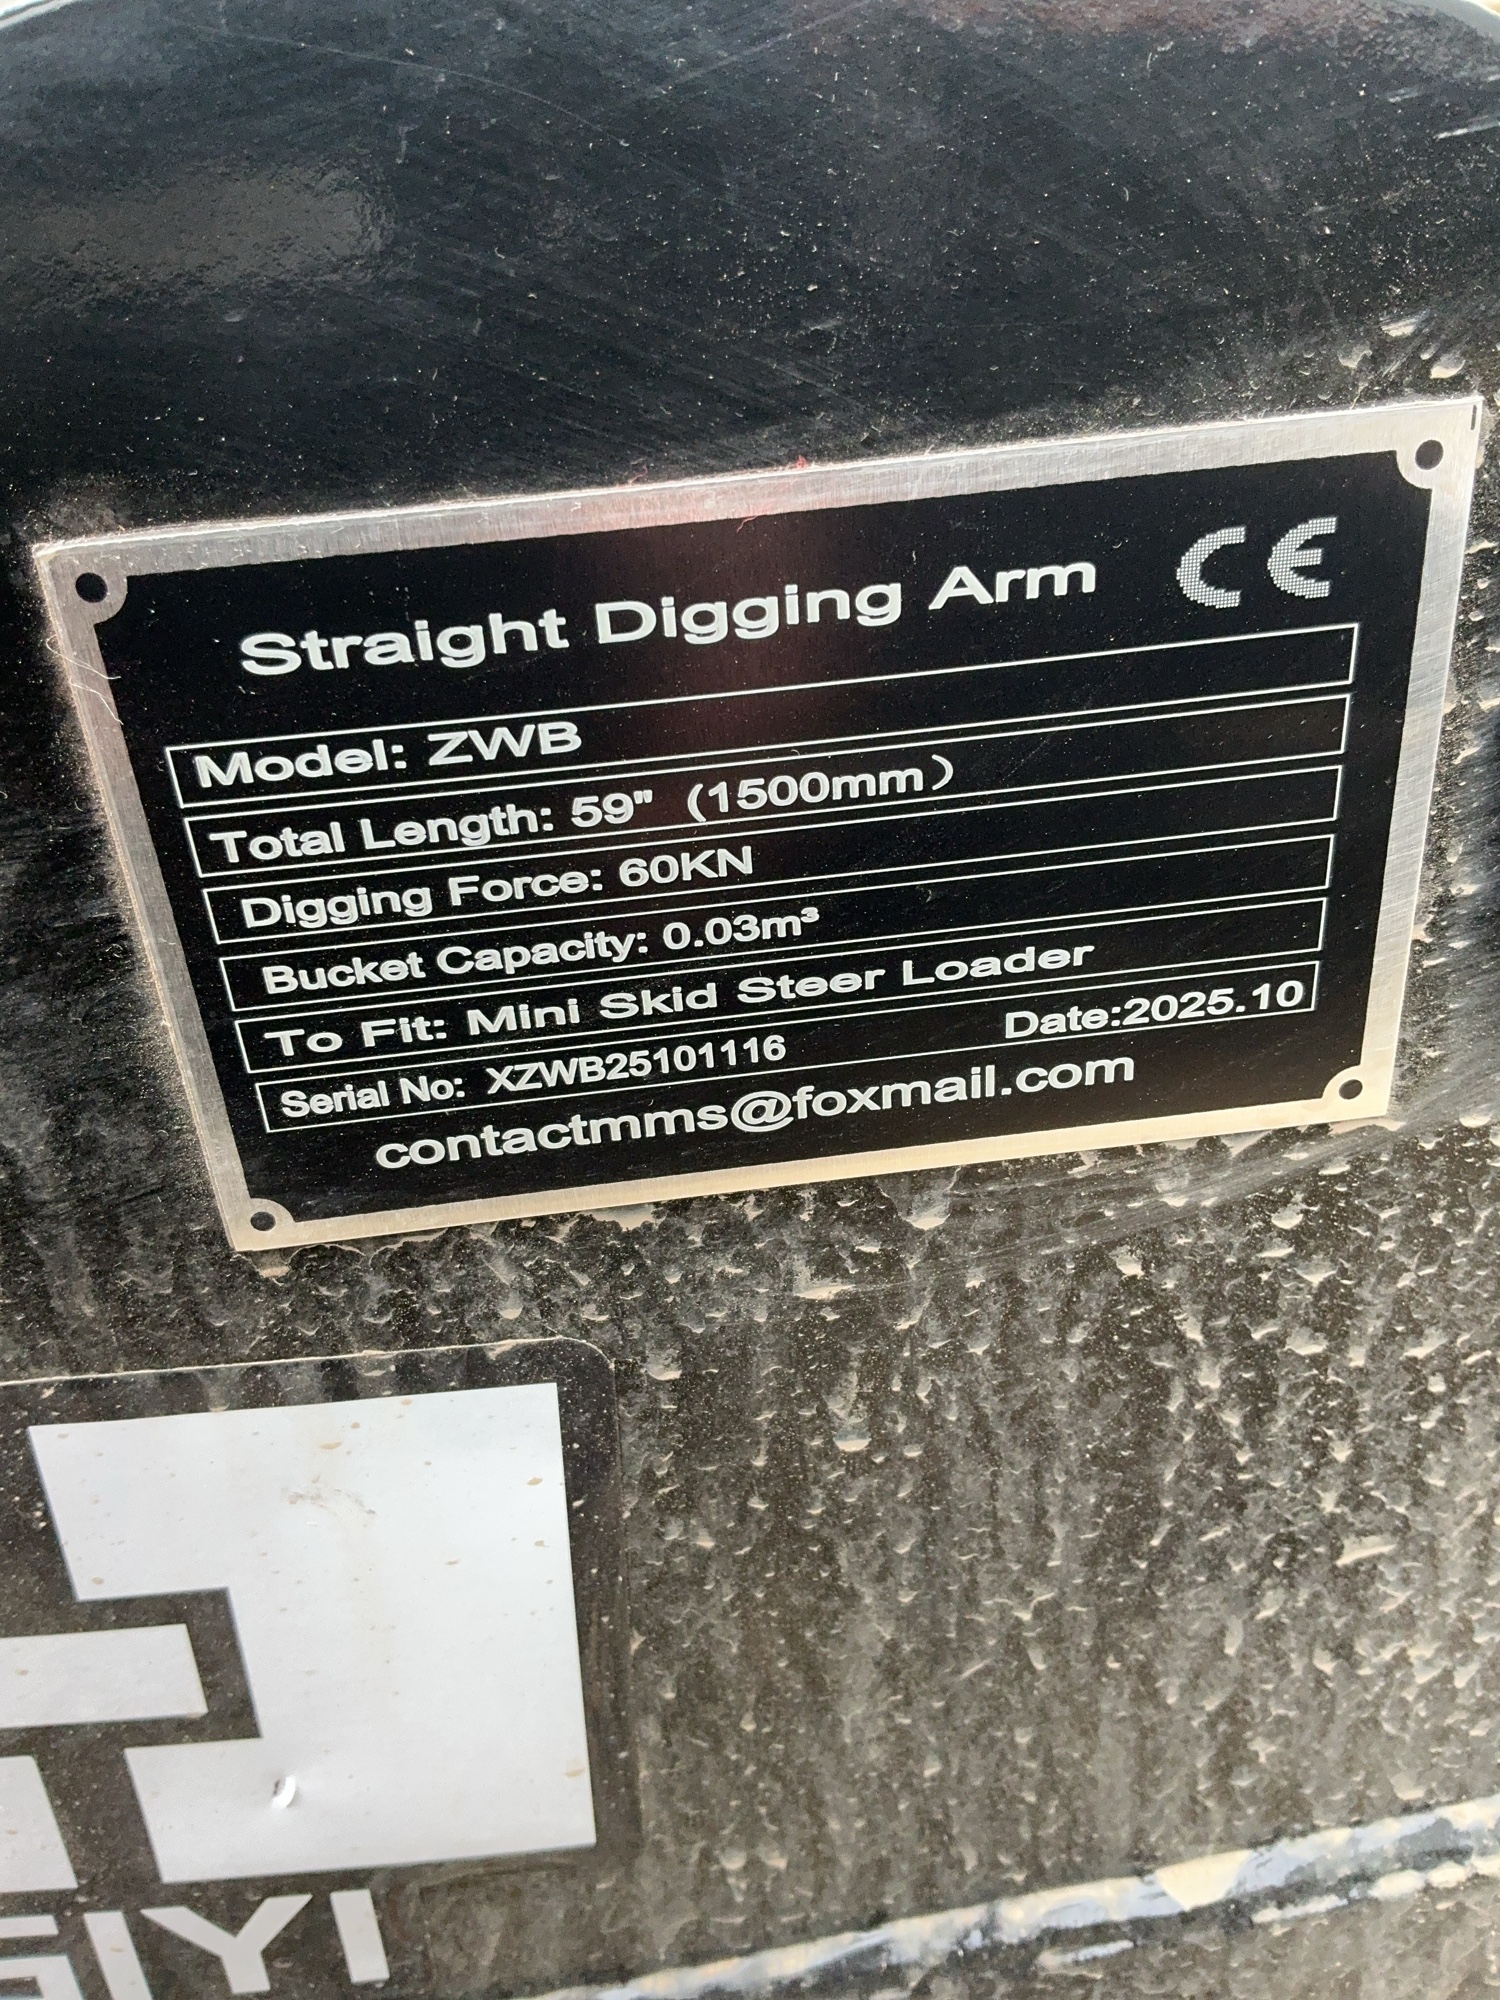 Straight Digging Arm CE
Model: ZWB
Total Length: 59" (1500mm)
Digging Force: 60KN
Bucket Capacity: 0.03m³
To Fit: Mini Skid Steer Loader
Serial No: XZWB25101116 Date:2025.10
contactmms@foxmail.com